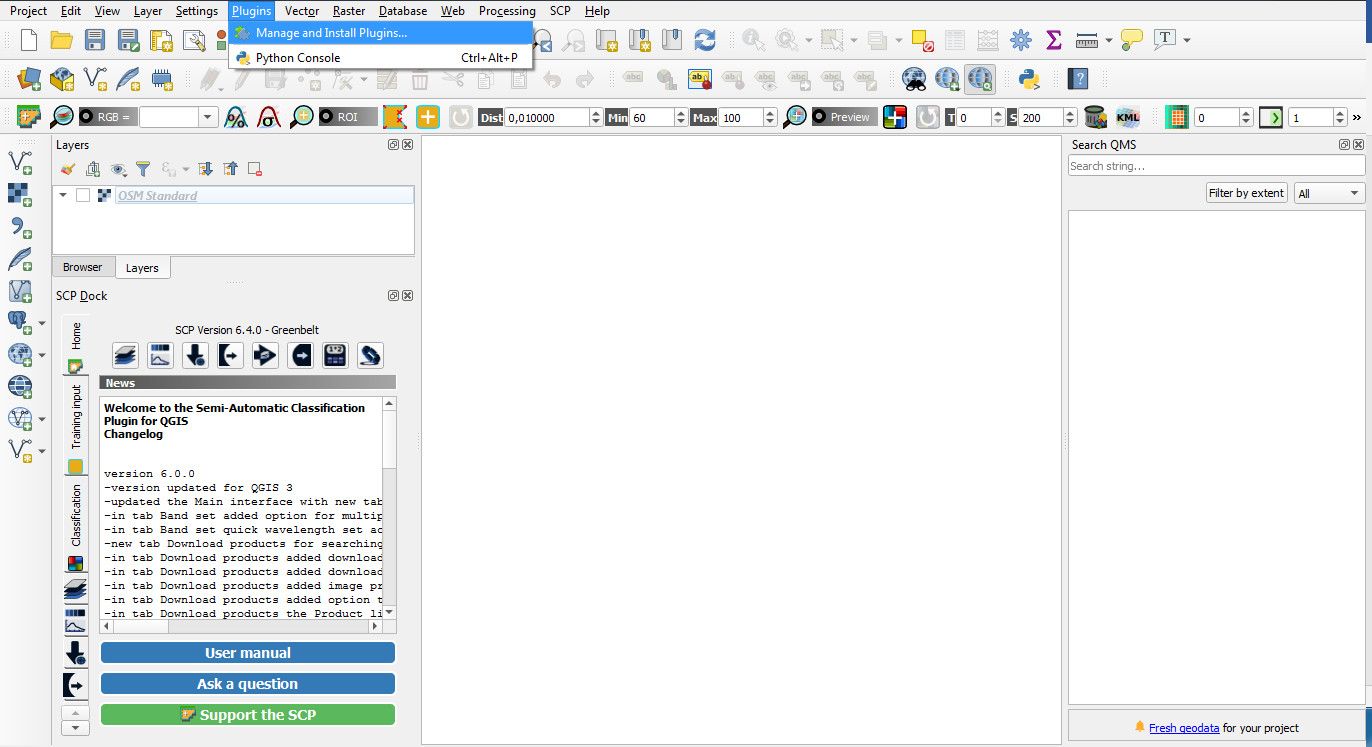 Project Edit View Layer Settings Plugins Vector Raster Database Web Processing SCP Help
Manage and Install Plugins...
Python Console Ctrl+Alt+P
RGB = ROI Dist 0,010000 Min 60 Max 100 Preview T 0 S 200 KML 0 1 »
Layers
OSM Standard
Browser Layers
SCP Dock
Home
Training input
Classification
SCP Version 6.4.0 - Greenbelt
News
Welcome to the Semi-Automatic Classification
Plugin for QGIS
Changelog
version 6.0.0
-version updated for QGIS 3
-updated the Main interface with new tab
-in tab Band set added option for multip
-in tab Band set quick wavelength set ad
-new tab Download products for searching
-in tab Download products added download
-in tab Download products added download
-in tab Download products added image pr
-in tab Download products added option t
-in tab Download products the Product li
User manual
Ask a question
Support the SCP
Search QMS
Search string...
Filter by extent All
Fresh geodata for your project